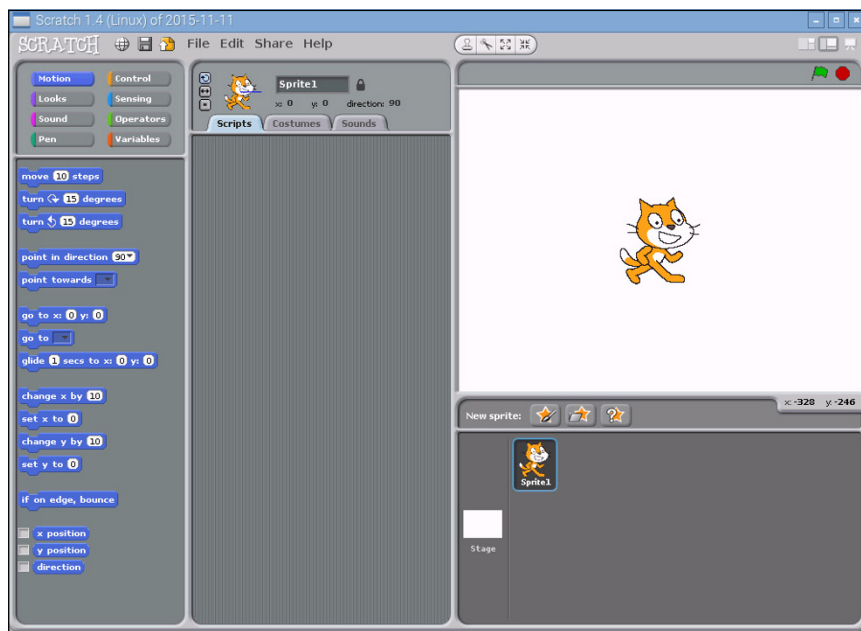 Scratch 1.4 (Linux) of 2015-11-11
SCRATCH File Edit Share Help
Motion Control
Looks Sensing
Sound Operators
Pen Variables
Sprite1
x: 0 y: 0 direction: 90
Scripts Costumes Sounds
move 10 steps
turn 15 degrees
turn 15 degrees
point in direction 90
point towards
go to x: 0 y: 0
go to
glide 1 secs to x: 0 y: 0
change x by 10
set x to 0
change y by 10
set y to 0
if on edge, bounce
x position
y position
direction
x: -328 y: -246
New sprite:
Sprite1
Stage